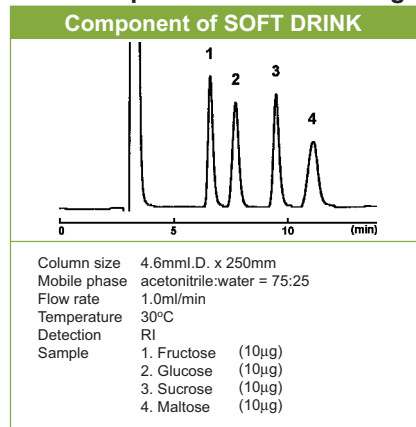 Component of SOFT DRINK
1
2
3
4
0 5 10 (min)
Column size 4.6mmI.D. x 250mm
Mobile phase acetonitrile:water = 75:25
Flow rate 1.0ml/min
Temperature 30°C
Detection RI
Sample 1. Fructose (10µg)
2. Glucose (10µg)
3. Sucrose (10µg)
4. Maltose (10µg)